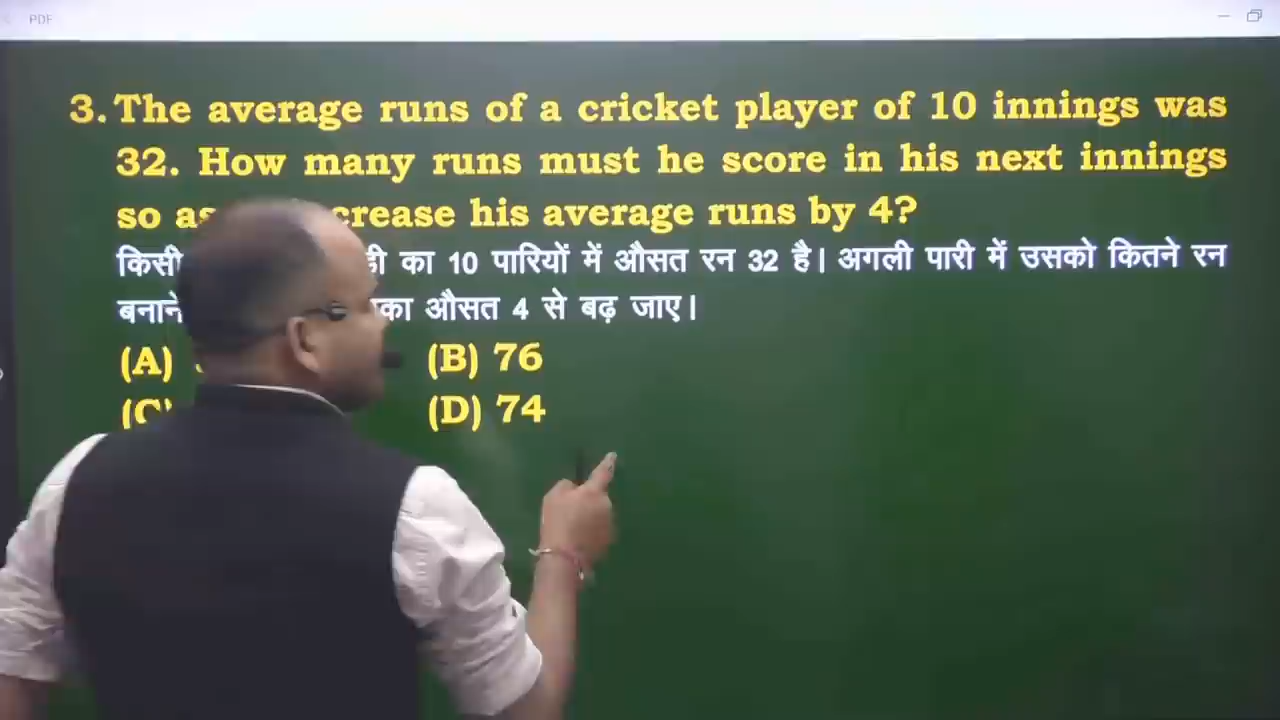 PDF
3. The average runs of a cricket player of 10 innings was
32. How many runs must he score in his next innings
so as crease his average runs by 4?
किसी का 10 पारियों में औसत रन 32 है। अगली पारी में उसको कितने रन
बनाने औसत 4 से बढ़ जाए।
(A) (B) 76
(C) (D) 74